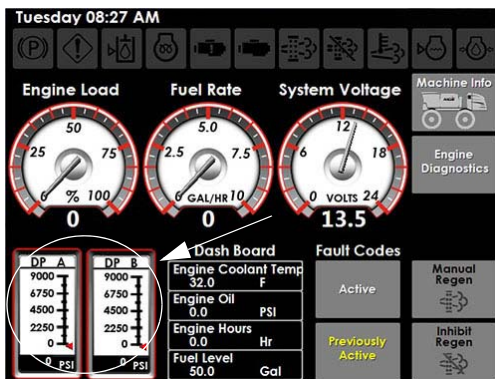 Tuesday 08:27 AM
Engine Load
Fuel Rate
System Voltage
Machine Info
50
25
75
0
%
100
0
5.0
2.5
7.5
0
GAL/HR
10
0
12
6
18
0
VOLTS
24
13.5
Engine
Diagnostics
DP A
9000
6750
4500
2250
0
0 PSI
DP B
9000
6750
4500
2250
0
0 PSI
Dash Board
Engine Coolant Temp
32.0 F
Engine Oil
0.0 PSI
Engine Hours
0.0 Hr
Fuel Level
50.0 Gal
Fault Codes
Active
Previously
Active
Manual
Regen
Inhibit
Regen